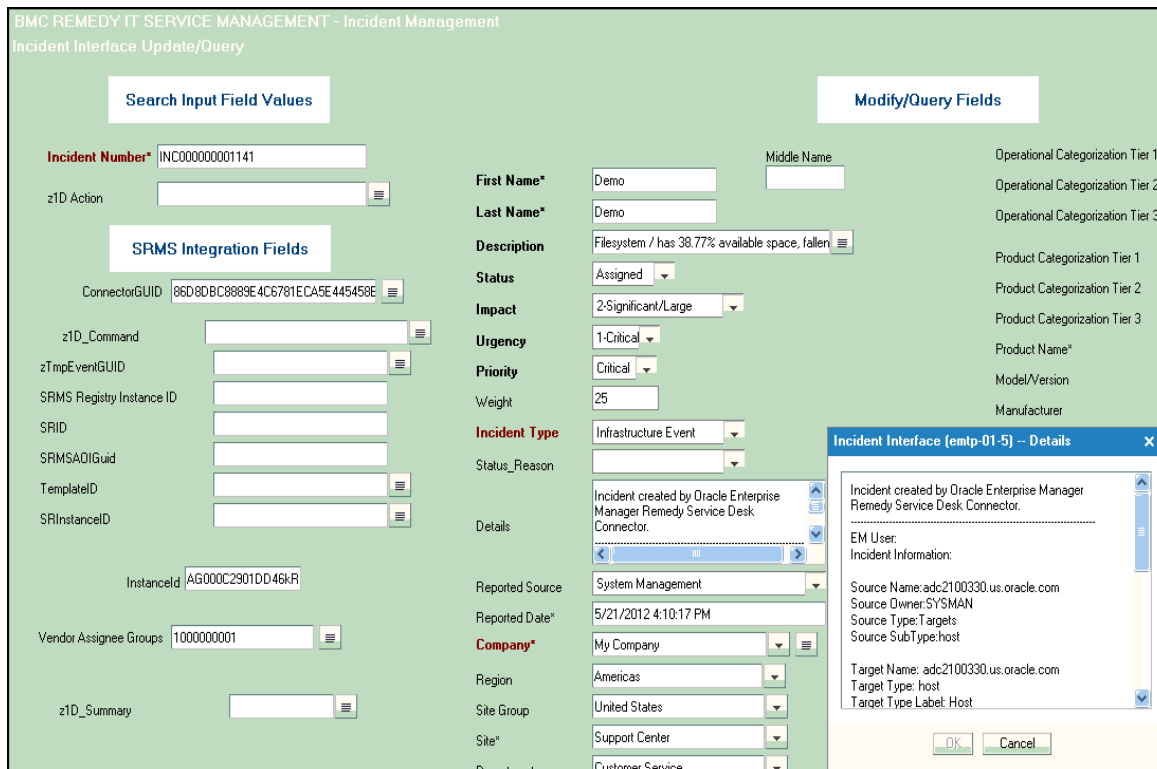 BMC REMEDY IT SERVICE MANAGEMENT - Incident Management
Incident Interface Update/Query
Search Input Field Values
Incident Number* INC000000001141
z1D Action
SRMS Integration Fields
ConnectorGUID 86D8DBC8889E4C6781ECA5E445458E
z1D_Command
zTmpEventGUID
SRMS Registry Instance ID
SRID
SRMSAOIGuid
TemplateID
SRInstanceID
InstanceId AG000C2901DD46kR
Vendor Assignee Groups 1000000001
z1D_Summary
Modify/Query Fields
Middle Name
First Name* Demo
Last Name* Demo
Description Filesystem / has 38.77% available space, fallen
Status Assigned
Impact 2-Significant/Large
Urgency 1-Critical
Priority Critical
Weight 25
Incident Type Infrastructure Event
Status_Reason
Details
Incident created by Oracle Enterprise
Manager Remedy Service Desk
Connector.
Reported Source System Management
Reported Date* 5/21/2012 4:10:17 PM
Company* My Company
Region Americas
Site Group United States
Site* Support Center
Customer Service
Operational Categorization Tier 1
Operational Categorization Tier 2
Operational Categorization Tier 3
Product Categorization Tier 1
Product Categorization Tier 2
Product Categorization Tier 3
Product Name*
Model/Version
Manufacturer
Incident Interface (emtp-01-5) -- Details
Incident created by Oracle Enterprise Manager
Remedy Service Desk Connector.
--------------------------------------------------------------
EM User:
Incident Information:
Source Name:adc2100330.us.oracle.com
Source Owner:SYSMAN
Source Type:Targets
Source SubType:host
Target Name: adc2100330.us.oracle.com
Target Type: host
Target Type Label: Host
OK Cancel